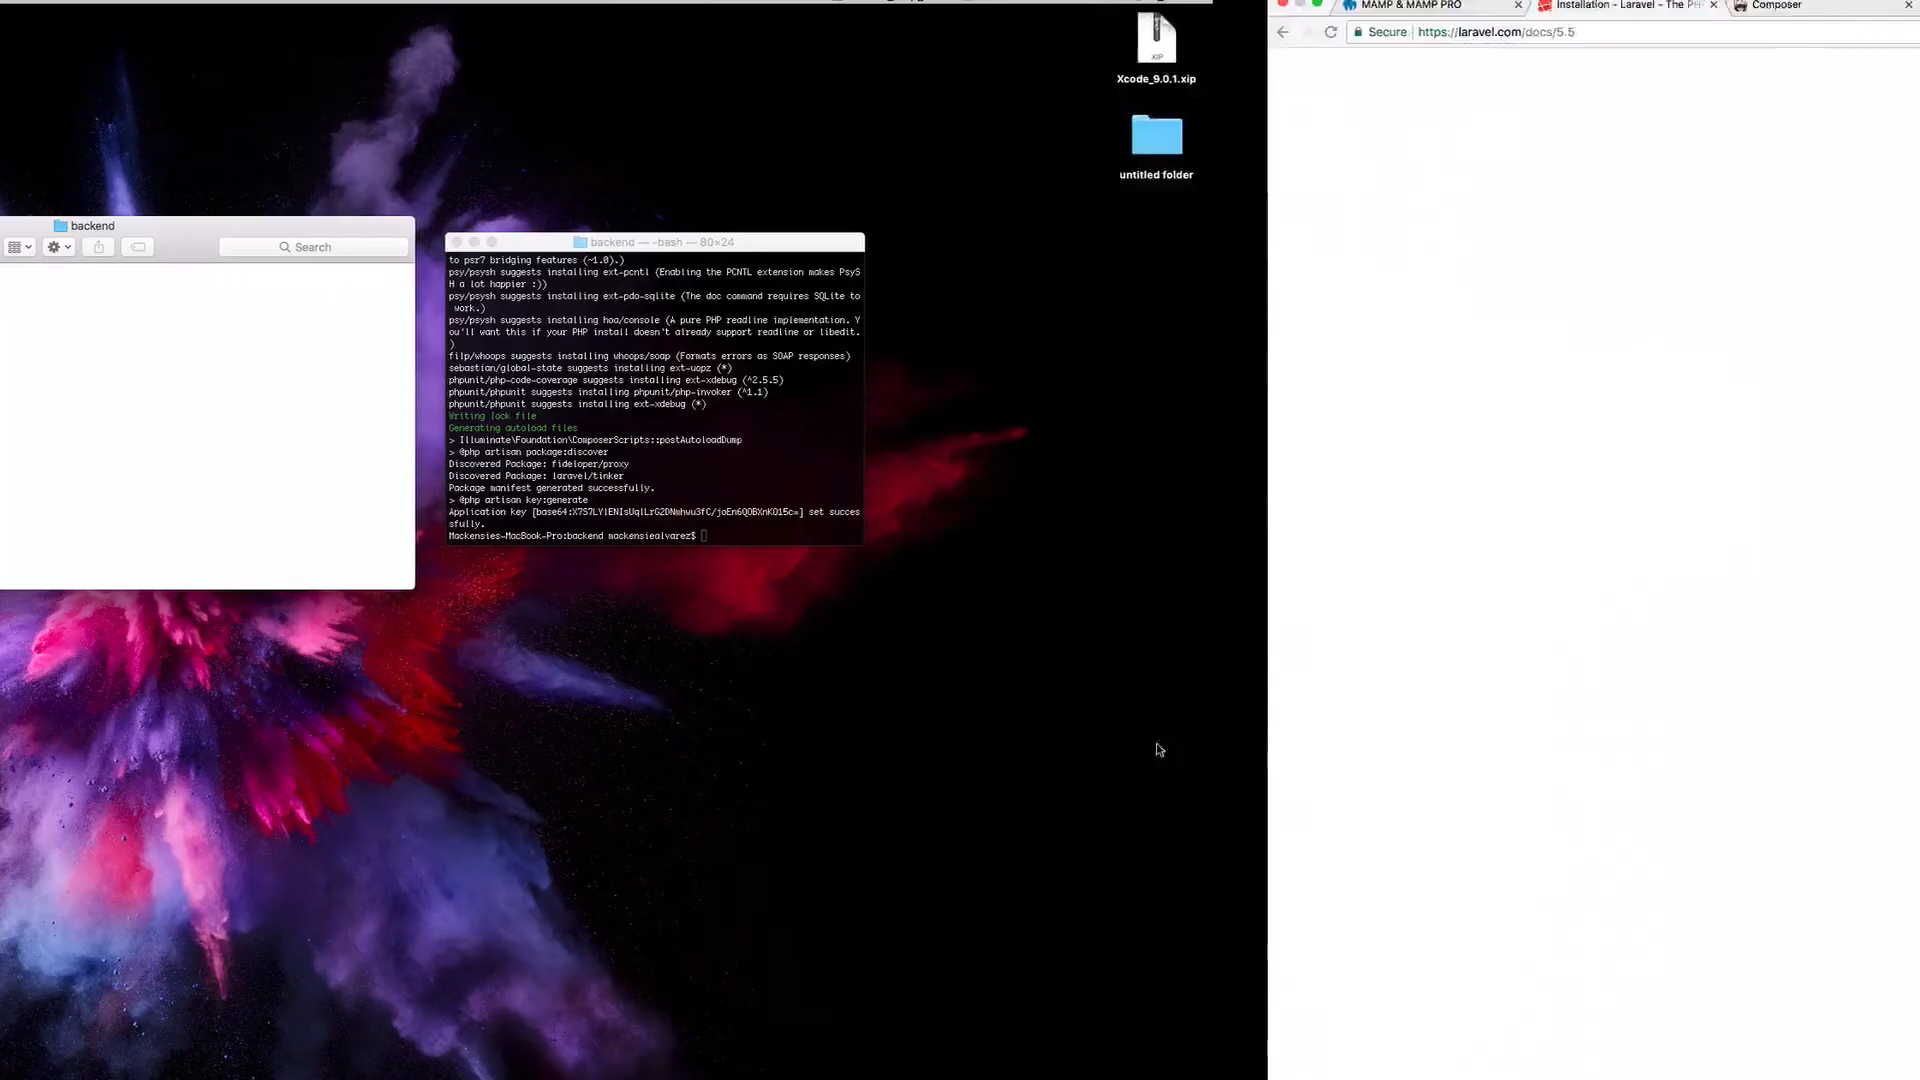 MAMP & MAMP PRO
Installation - Laravel - The PH
Composer
Secure
https://laravel.com/docs/5.5
XIP
Xcode_9.0.1.xip
untitled folder
backend
Search
backend — -bash — 80×24
to psr7 bridging features (~1.0).)
psy/psysh suggests installing ext-pcntl (Enabling the PCNTL extension makes PsyS
H a lot happier :))
psy/psysh suggests installing ext-pdo-sqlite (The doc command requires SQLite to
work.)
psy/psysh suggests installing hoa/console (A pure PHP readline implementation. Y
ou'll want this if your PHP install doesn't already support readline or libedit.
)
filp/whoops suggests installing whoops/soap (Formats errors as SOAP responses)
sebastian/global-state suggests installing ext-uopz (*)
phpunit/php-code-coverage suggests installing ext-xdebug (^2.5.5)
phpunit/phpunit suggests installing phpunit/php-invoker (^1.1)
phpunit/phpunit suggests installing ext-xdebug (*)
Writing lock file
Generating autoload files
> Illuminate\Foundation\ComposerScripts::postAutoloadDump
> @php artisan package:discover
Discovered Package: fideloper/proxy
Discovered Package: laravel/tinker
Package manifest generated successfully.
> @php artisan key:generate
Application key set succes
sfully.
Mackensies-MacBook-Pro:backend mackensiealvarez$